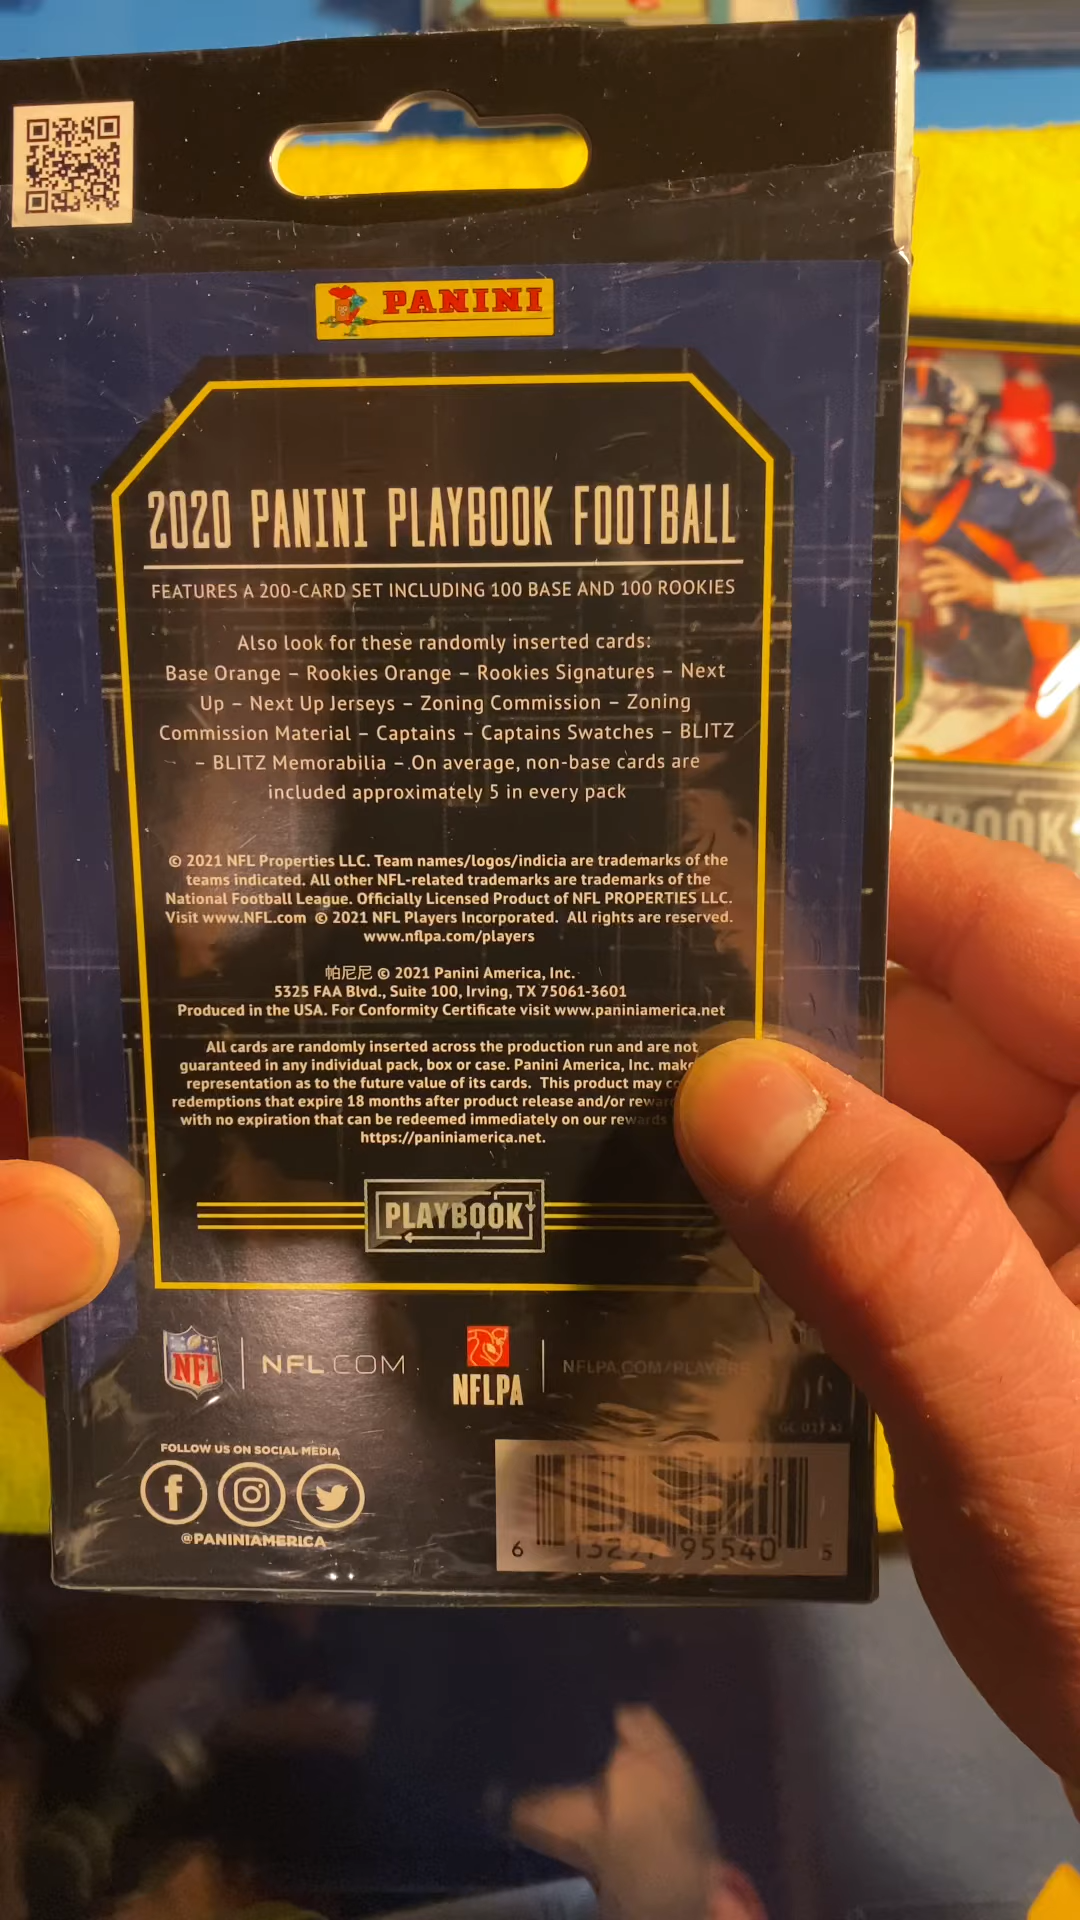 PANINI
2020 PANINI PLAYBOOK FOOTBALL
FEATURES A 200-CARD SET INCLUDING 100 BASE AND 100 ROOKIES
Also look for these randomly inserted cards:
Base Orange – Rookies Orange – Rookies Signatures – Next
Up – Next Up Jerseys – Zoning Commission – Zoning
Commission Material – Captains – Captains Swatches – BLITZ
– BLITZ Memorabilia – .On average, non-base cards are
included approximately 5 in every pack
© 2021 NFL Properties LLC. Team names/logos/indicia are trademarks of the
teams indicated. All other NFL-related trademarks are trademarks of the
National Football League. Officially Licensed Product of NFL PROPERTIES LLC.
Visit www.NFL.com © 2021 NFL Players Incorporated. All rights are reserved.
www.nflpa.com/players
帕尼尼 © 2021 Panini America, Inc.
5325 FAA Blvd., Suite 100, Irving, TX 75061-3601
Produced in the USA. For Conformity Certificate visit www.paniniamerica.net
All cards are randomly inserted across the production run and are not
guaranteed in any individual pack, box or case. Panini America, Inc.
representation as to the future value of its cards. This product may
redemptions that expire 18 months after product release and/or
with no expiration that can be redeemed immediately on our rewards
https://paniniamerica.net.
PLAYBOOK
NFL
NFL.COM
NFLPA
NFLPA.COM/PLAYERS
FOLLOW US ON SOCIAL MEDIA
@PANINIAMERICA
6 13297 95540 5